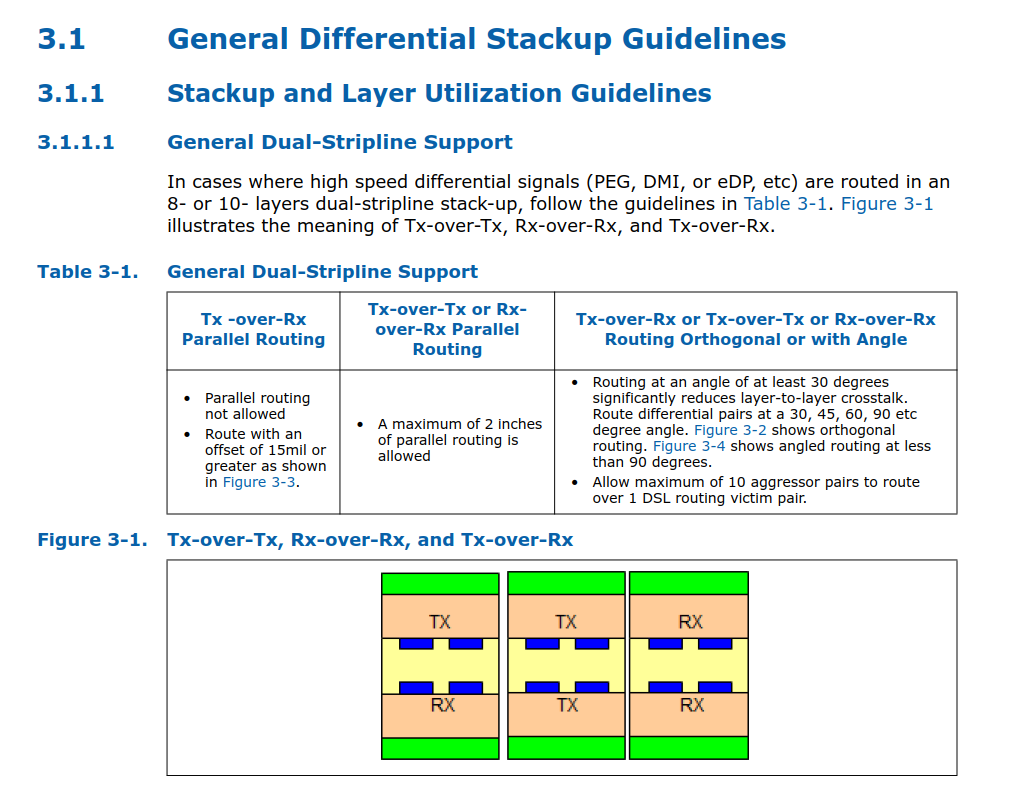 3.1 General Differential Stackup Guidelines
3.1.1 Stackup and Layer Utilization Guidelines
3.1.1.1 General Dual–Stripline Support
In cases where high speed differential signals (PEG, DMI, or eDP, etc) are routed in an
8- or 10- layers dual-stripline stack-up, follow the guidelines in Table 3-1. Figure 3-1
illustrates the meaning of Tx-over-Tx, Rx-over-Rx, and Tx-over-Rx.
Table 3-1. General Dual–Stripline Support
Tx –over–Rx
Parallel Routing
Tx–over–Tx or Rx–
over–Rx Parallel
Routing
Tx–over–Rx or Tx–over–Tx or Rx–over–Rx
Routing Orthogonal or with Angle
• Parallel routing
not allowed
• Route with an
offset of 15mil or
greater as shown
in Figure 3-3.
• A maximum of 2 inches
of parallel routing is
allowed
• Routing at an angle of at least 30 degrees
significantly reduces layer-to-layer crosstalk.
Route differential pairs at a 30, 45, 60, 90 etc
degree angle. Figure 3-2 shows orthogonal
routing. Figure 3-4 shows angled routing at less
than 90 degrees.
• Allow maximum of 10 aggressor pairs to route
over 1 DSL routing victim pair.
Figure 3-1. Tx–over–Tx, Rx–over–Rx, and Tx–over–Rx
TX TX RX
RX TX RX